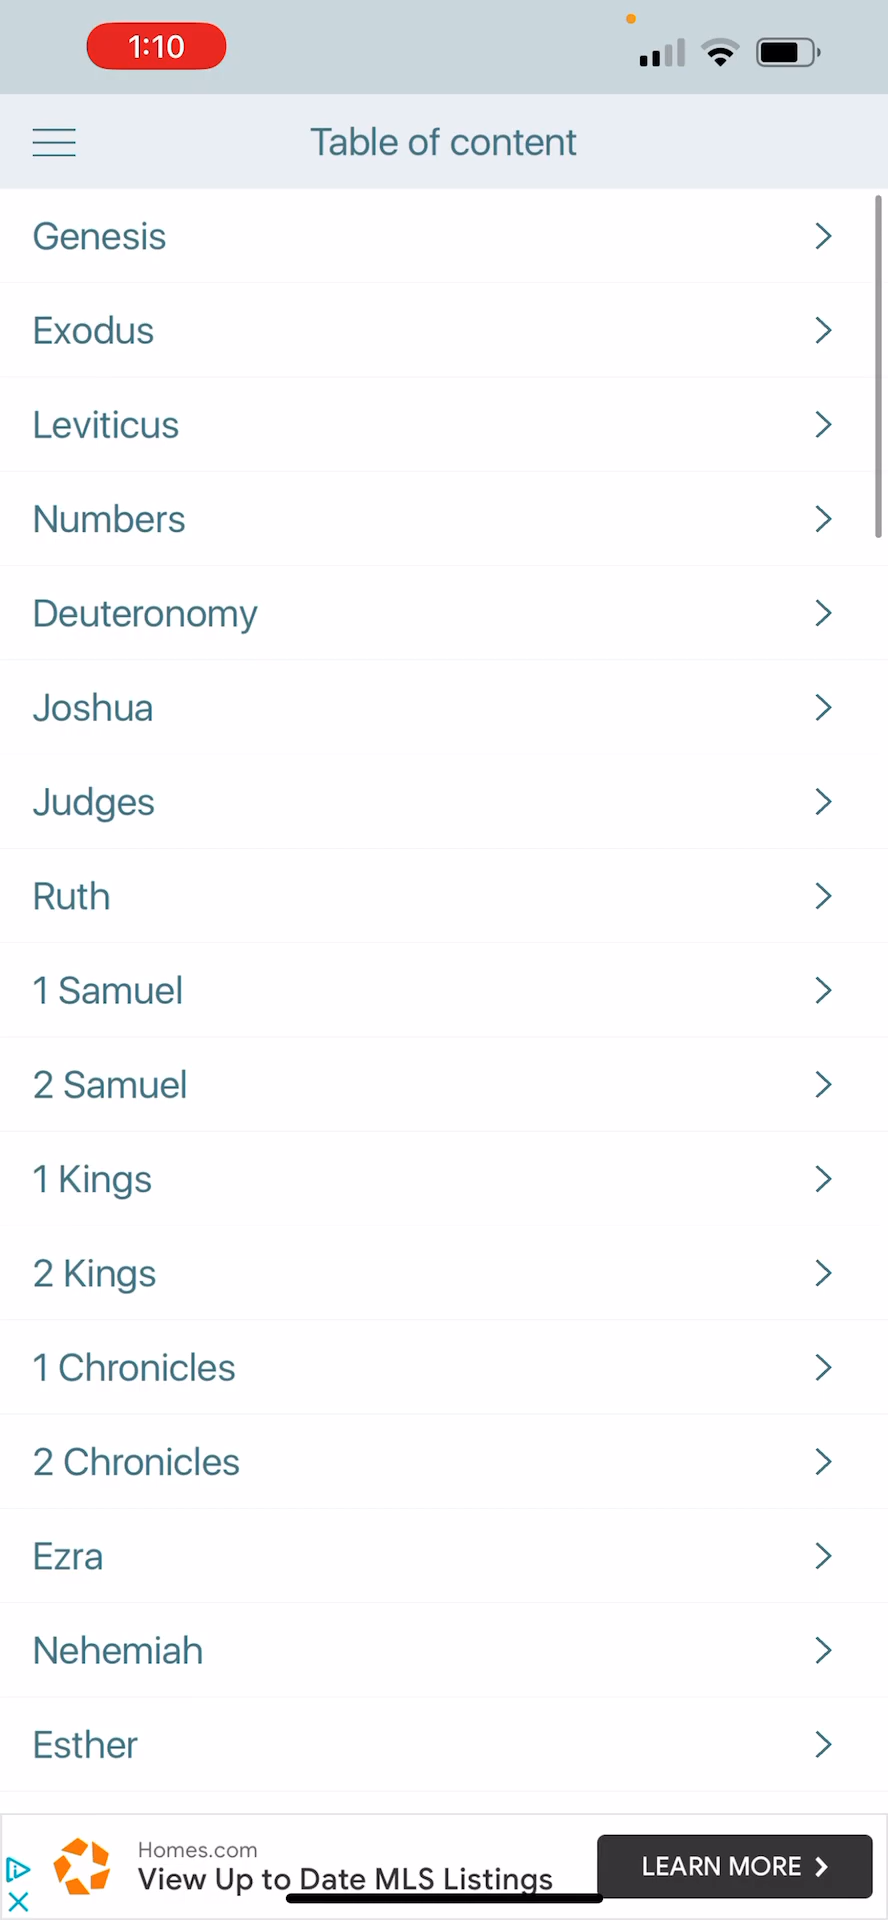 1:10
Table of content
Genesis
Exodus
Leviticus
Numbers
Deuteronomy
Joshua
Judges
Ruth
1 Samuel
2 Samuel
1 Kings
2 Kings
1 Chronicles
2 Chronicles
Ezra
Nehemiah
Esther
Homes.com
View Up to Date MLS Listings
LEARN MORE